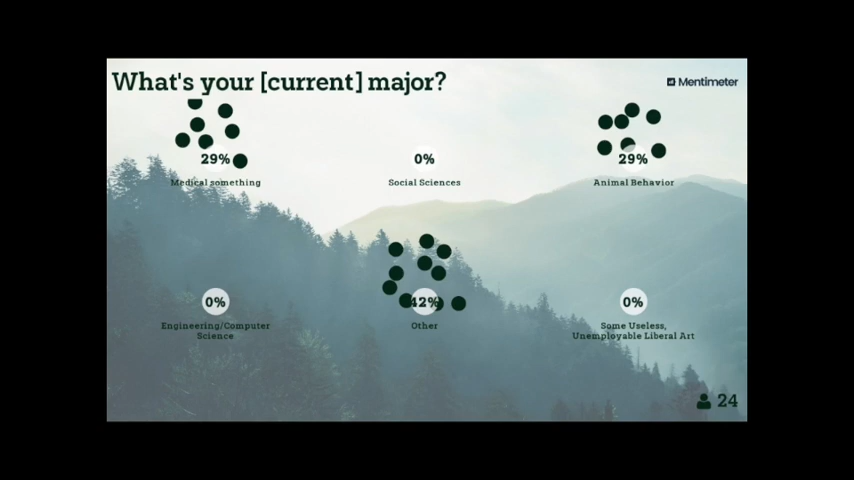 What's your [current] major?
Mentimeter
29%
0%
29%
Medical something
Social Sciences
Animal Behavior
0%
42%
0%
Engineering/Computer
Science
Other
Some Useless,
Unemployable Liberal Art
24